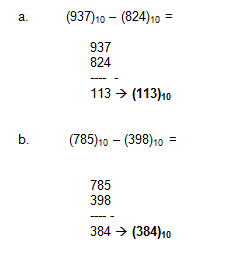 a. (937)₁₀ – (824)₁₀ =
937
824
---- -
113 → (113)₁₀
b. (785)₁₀ – (398)₁₀ =
785
398
---- -
384 → (384)₁₀